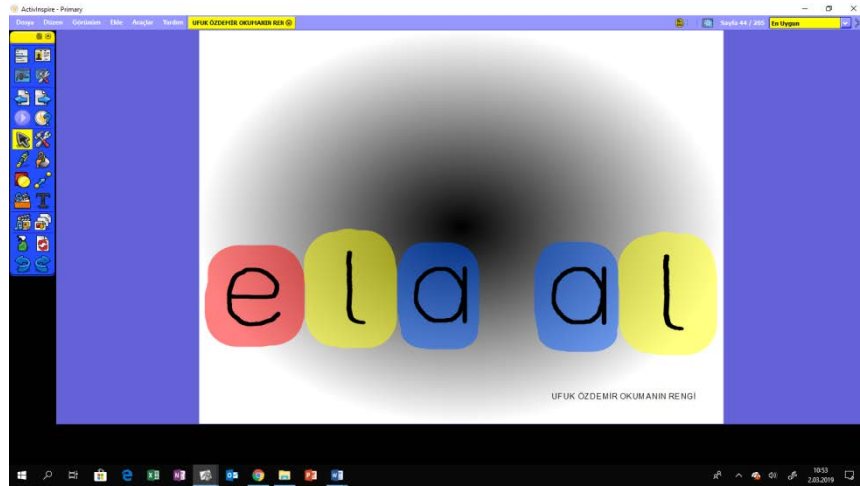 ActivInspire - Primary
Dosya Düzen Görünüm Ekle Araçlar Yardım UFUK ÖZDEMİR OKUMANIN REN
Sayfa 44 / 205 En Uygun
ela al
UFUK ÖZDEMİR OKUMANIN RENGİ
10:53
2.03.2019